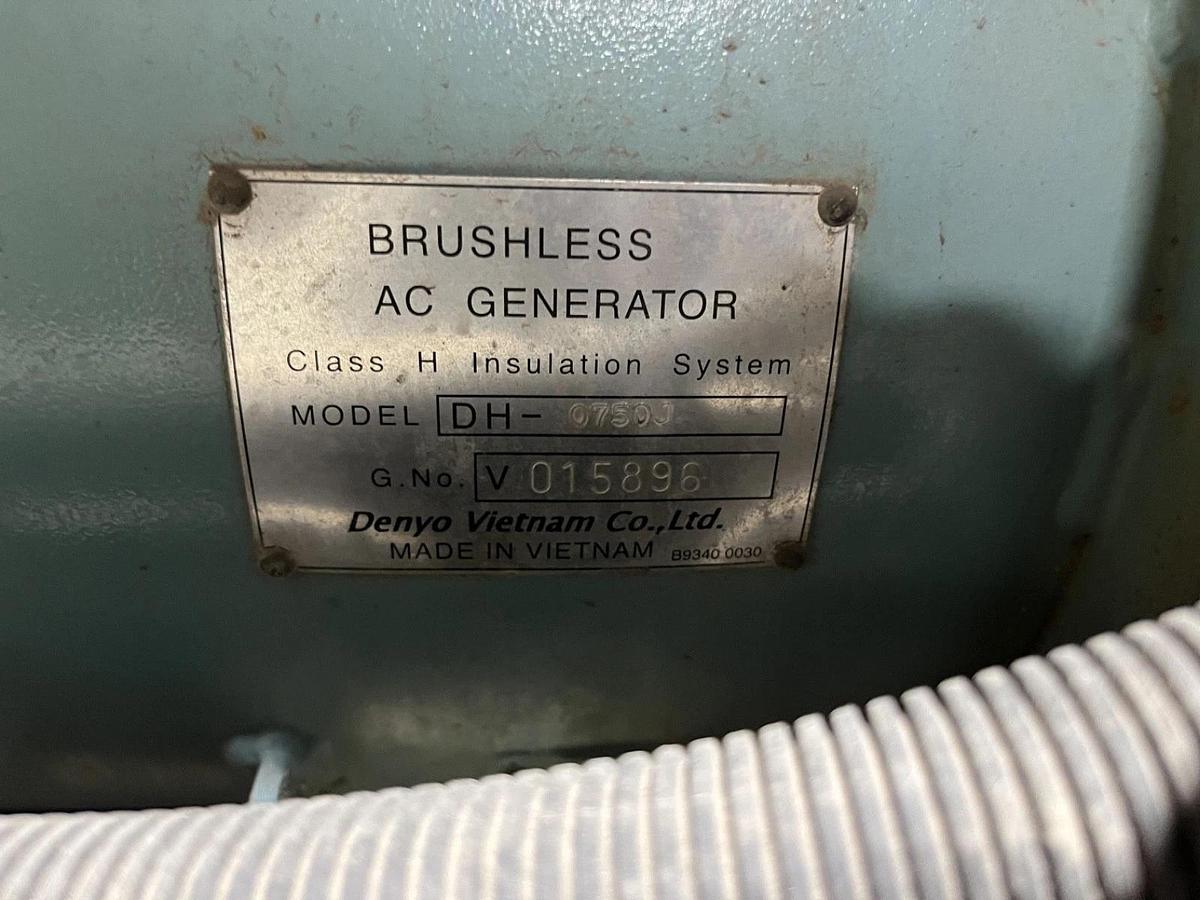 BRUSHLESS
AC GENERATOR
Class H Insulation System
MODEL DH- 0750J
G.No. V 015896
Denyo Vietnam Co.,Ltd.
MADE IN VIETNAM B9340 0030